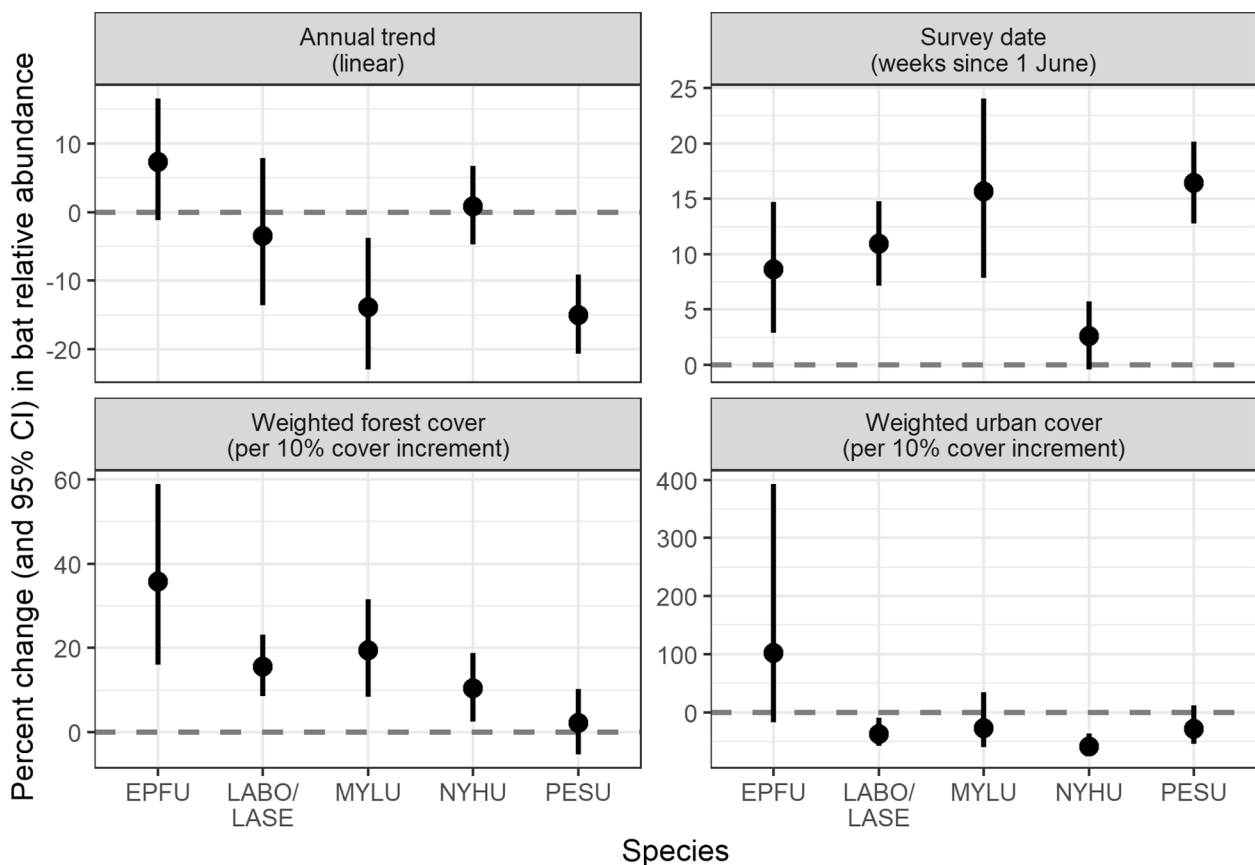 Percent change (and 95% CI) in bat relative abundance
Annual trend
(linear)
10
0
-10
-20
Survey date
(weeks since 1 June)
25
20
15
10
5
0
Weighted forest cover
(per 10% cover increment)
60
40
20
0
EPFU
LABO/
LASE
MYLU
NYHU
PESU
Weighted urban cover
(per 10% cover increment)
400
300
200
100
0
EPFU
LABO/
LASE
MYLU
NYHU
PESU
Species